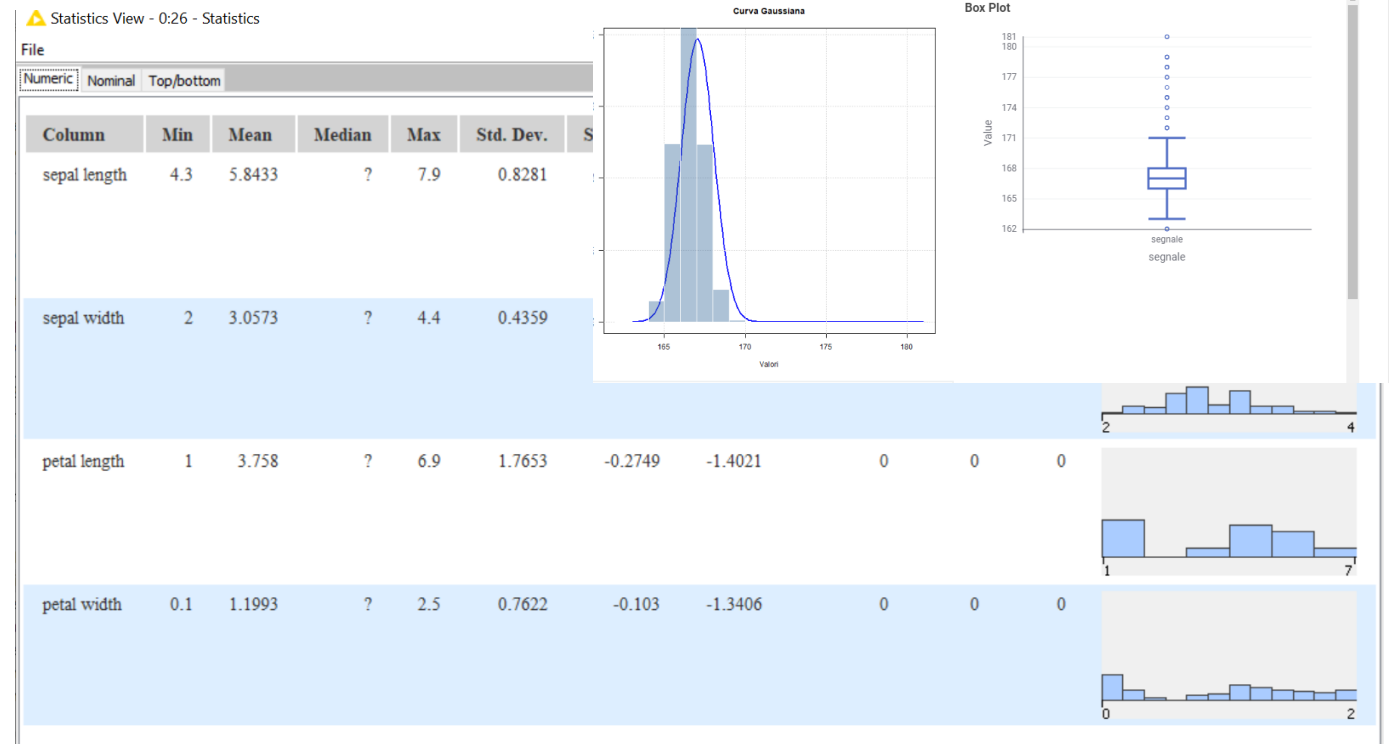 Statistics View - 0:26 - Statistics
File
Numeric Nominal Top/bottom
Column Min Mean Median Max Std. Dev. S
sepal length 4.3 5.8433 ? 7.9 0.8281
sepal width 2 3.0573 ? 4.4 0.4359
2 4
petal length 1 3.758 ? 6.9 1.7653 -0.2749 -1.4021 0 0 0
1 7
petal width 0.1 1.1993 ? 2.5 0.7622 -0.103 -1.3406 0 0 0
0 2
Curva Gaussiana
165 170 175 180
Valori
Box Plot
181
180
177
174
171
168
165
162
Value
segnale
segnale